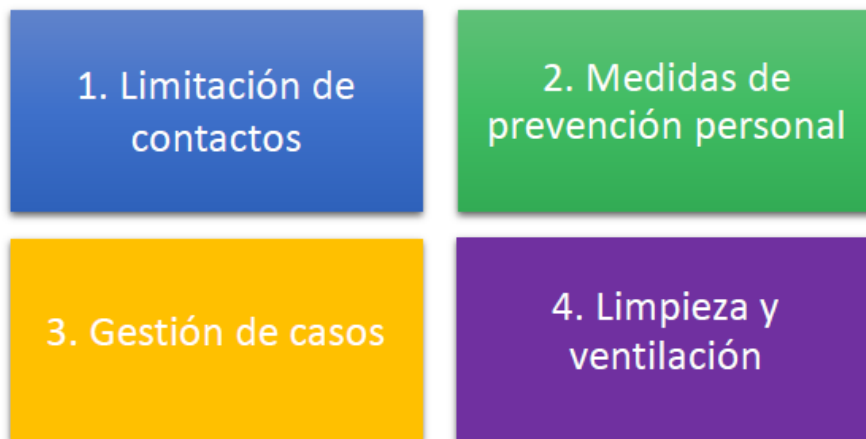 1. Limitación de
contactos
2. Medidas de
prevención personal
3. Gestión de casos
4. Limpieza y
ventilación